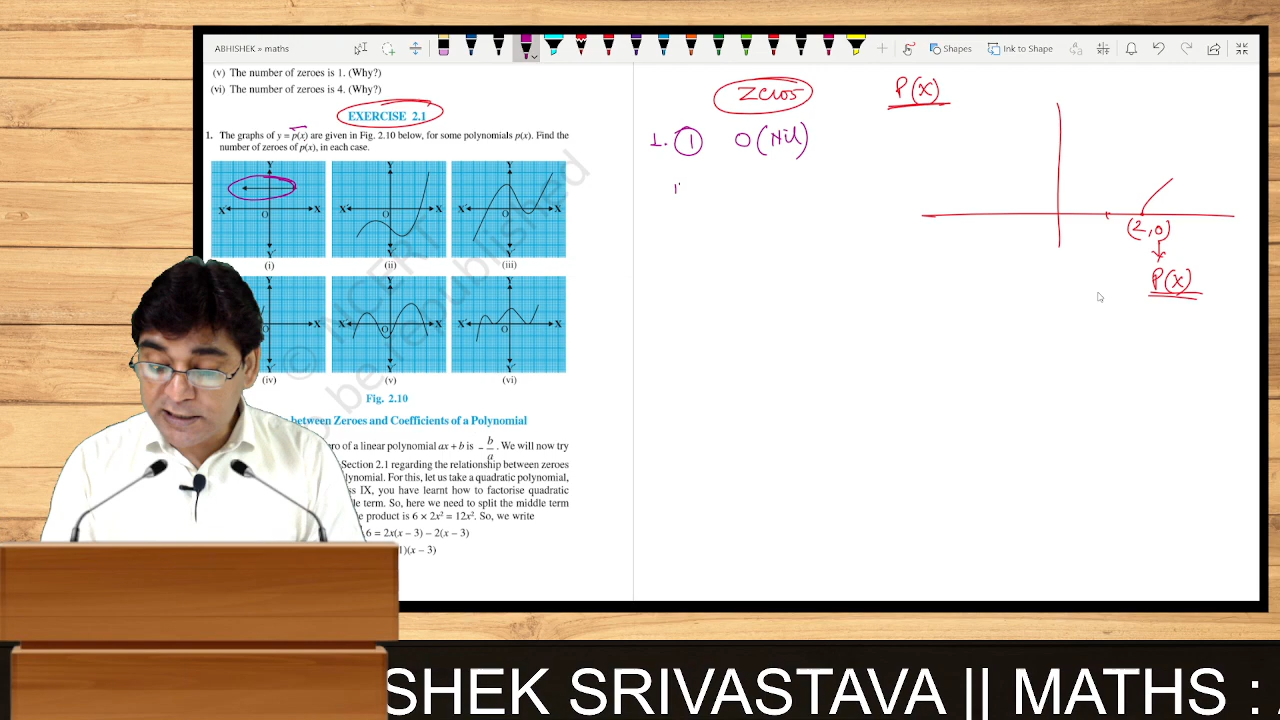 ABHISHEK » maths
Shapes
Ink to Shape
(v) The number of zeroes is 1. (Why?)
(vi) The number of zeroes is 4. (Why?)
EXERCISE 2.1
1. The graphs of y = p(x) are given in Fig. 2.10 below, for some polynomials p(x). Find the
number of zeroes of p(x), in each case.
Y Y Y
X′ O X X′ O X X′ O X
Y′ Y′ Y′
(i) (ii) (iii)
Y Y Y
O X X′ O X X′ O X
Y′ Y′ Y′
(iv) (v) (vi)
Fig. 2.10
between Zeroes and Coefficients of a Polynomial
ro of a linear polynomial ax + b is – b/a . We will now try
Section 2.1 regarding the relationship between zeroes
lynomial. For this, let us take a quadratic polynomial,
ss IX, you have learnt how to factorise quadratic
le term. So, here we need to split the middle term
e product is 6 × 2x² = 12x². So, we write
6 = 2x(x – 3) – 2(x – 3)
1)(x – 3)
© NCERT
o be republished
Zeros P(x)
1. 1 0 (Nil)
(2,0)
P(x)
SHEK SRIVASTAVA || MATHS :